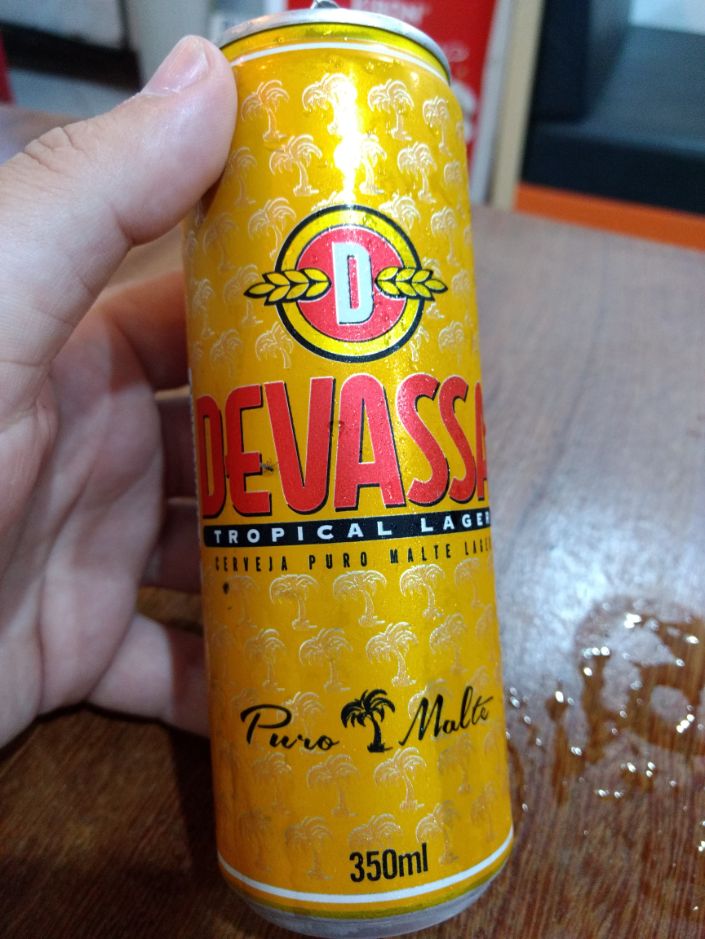 D
DEVASSA
TROPICAL LAGER
CERVEJA PURO MALTE LAGER
Puro Malte
350ml